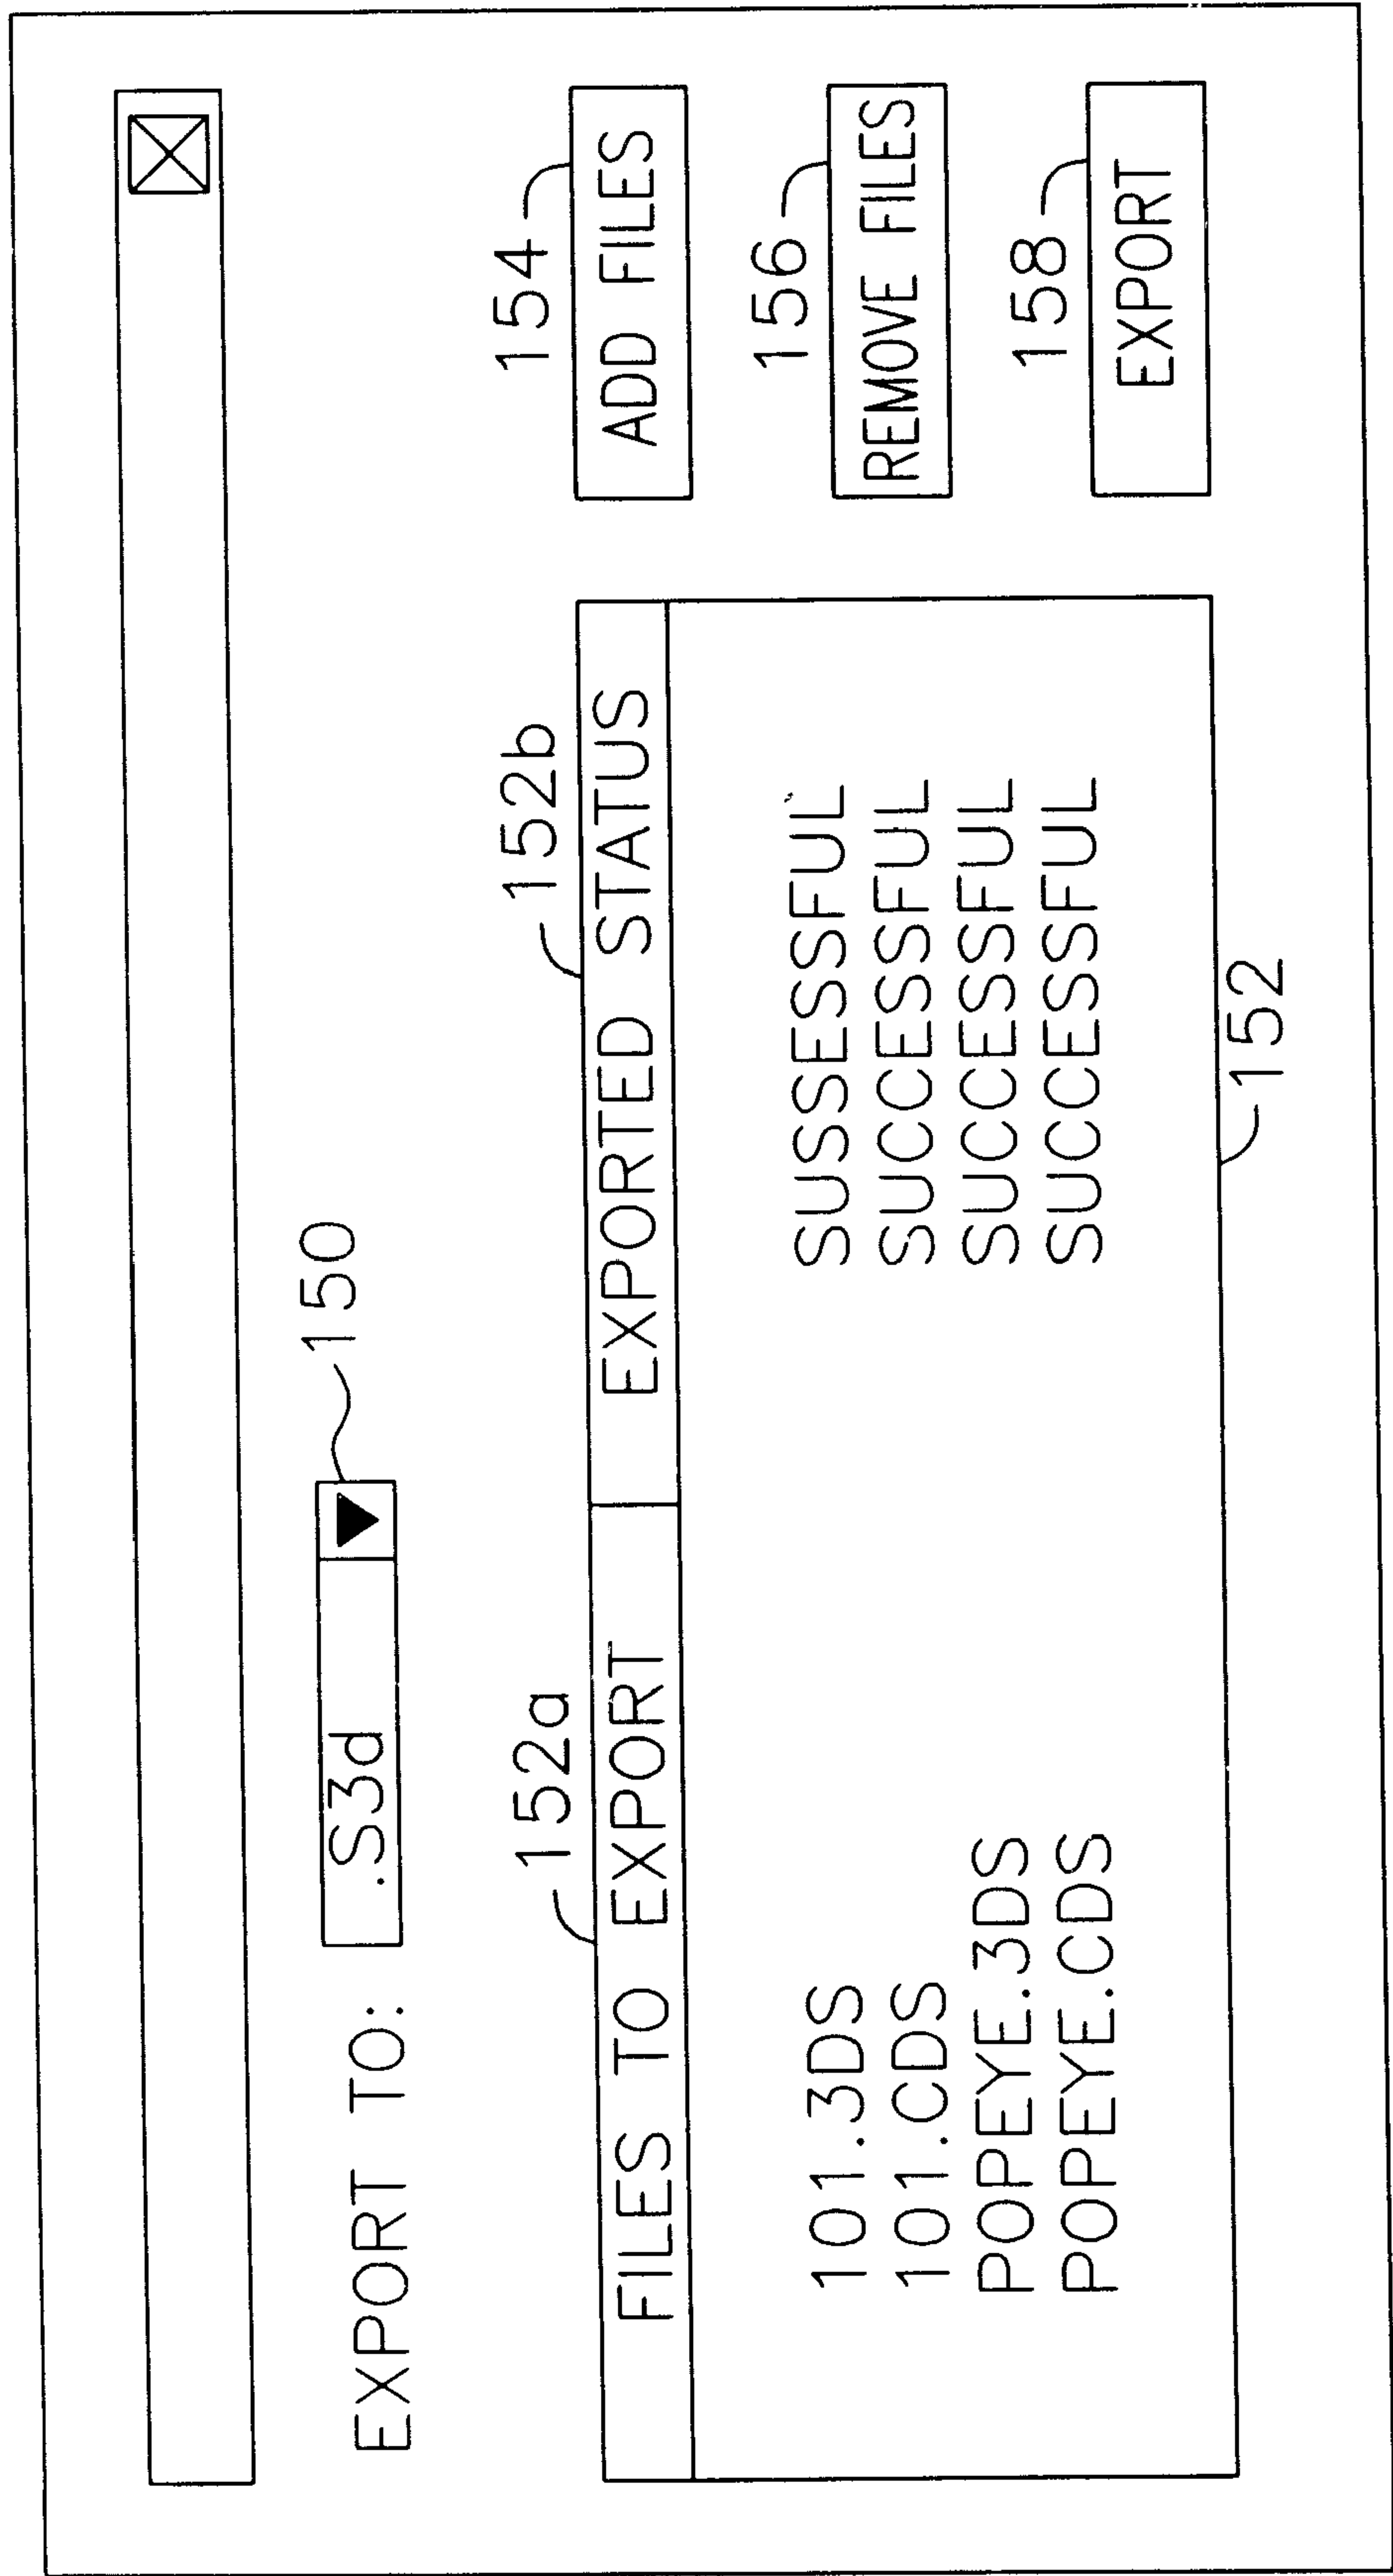 EXPORT TO: .S3d 150
152a 152b 154
FILES TO EXPORT EXPORTED STATUS ADD FILES
156
101.3DS SUSSESSFUL REMOVE FILES
101.CDS SUCCESSFUL
POPEYE.3DS SUCCESSFUL 158
POPEYE.CDS SUCCESSFUL EXPORT
152